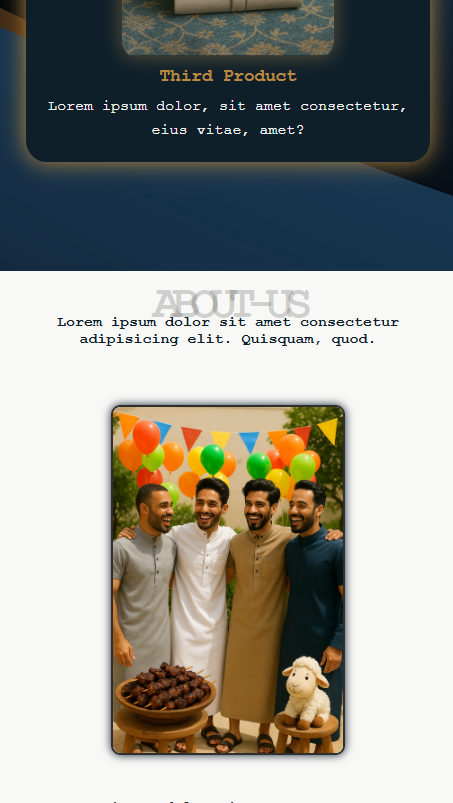 Third Product
Lorem ipsum dolor, sit amet consectetur,
eius vitae, amet?
ABOUT-US
Lorem ipsum dolor sit amet consectetur
adipisicing elit. Quisquam, quod.